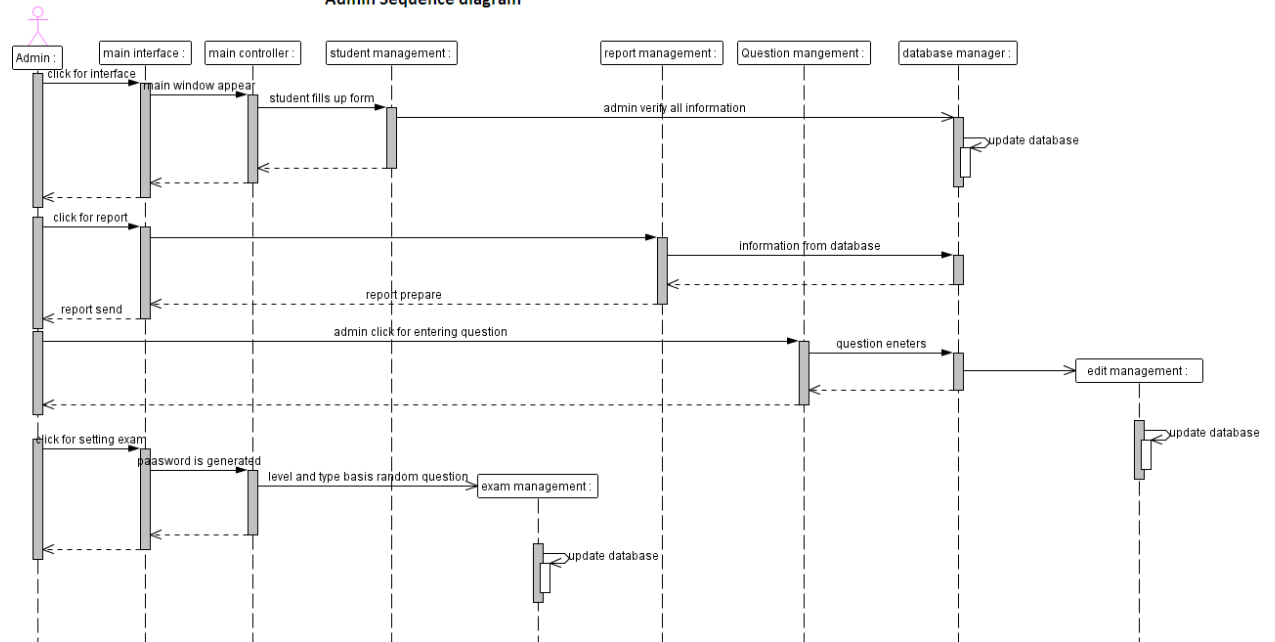 Admin Sequence diagram
Admin :
main interface :
main controller :
student management :
report management :
Question mangement :
database manager :
click for interface
main window appear
student fills up form
admin verify all information
update database
click for report
information from database
report prepare
report send
admin click for entering question
question eneters
edit management :
update database
click for setting exam
paasword is generated
level and type basis random question
exam management :
update database